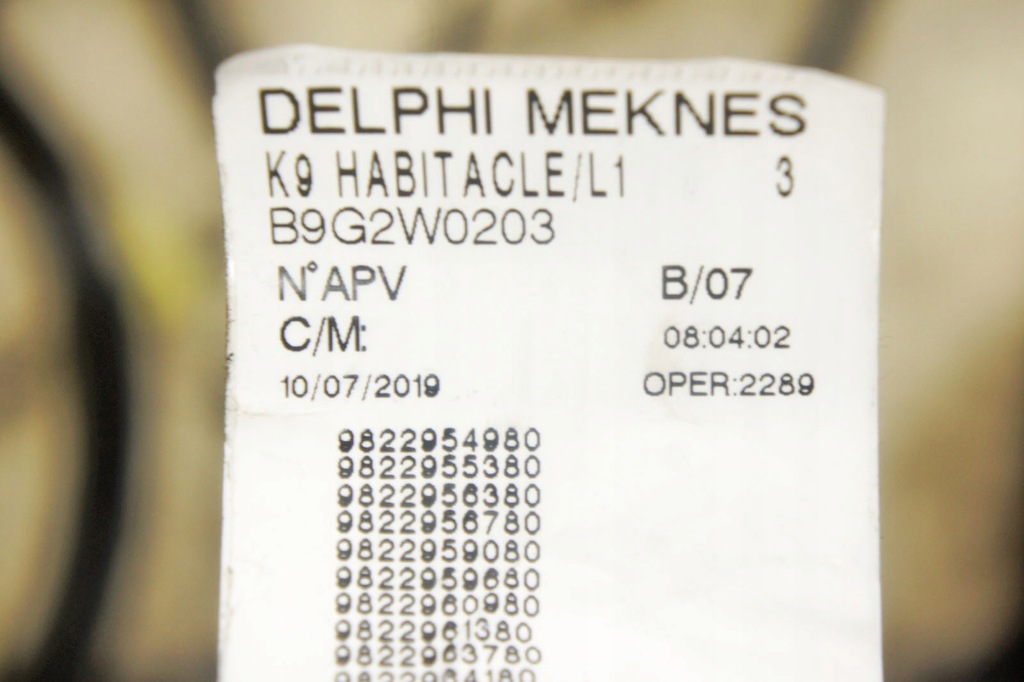 DELPHI MEKNES
K9 HABITACLE/L1 3
B9G2W0203
N°APV B/07
C/M: 08:04:02
10/07/2019 OPER:2289
9822954980
9822955380
9822956380
9822956780
9822959080
9822959680
9822960980
9822961380
9822963780
9822964180